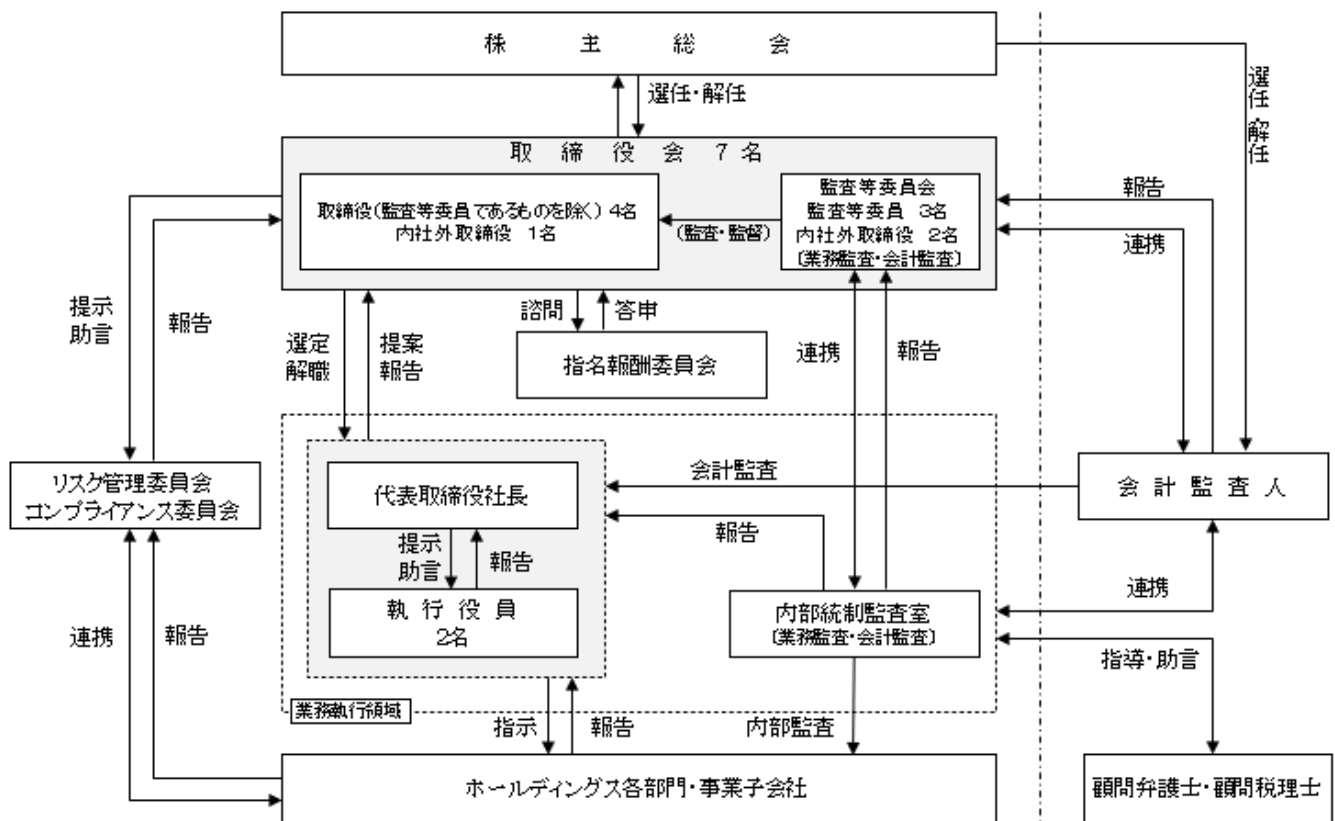 株主総会
選任・解任
選任・解任
取締役会7名
取締役(監査等委員であるものを除く)4名
内社外取締役 1名
(監査・監督)
監査等委員会
監査等委員 3名
内社外取締役 2名
(業務監査・会計監査)
報告
連携
提示
助言
報告
選定
解職
提案
報告
諮問
答申
指名報酬委員会
連携
報告
リスク管理委員会
コンプライアンス委員会
代表取締役社長
提示
助言
報告
執行役員
2名
会計監査
報告
会計監査人
内部統制監査室
(業務監査・会計監査)
連携
指導・助言
連携
報告
業務執行領域
指示
報告
内部監査
ホールディングス各部門・事業子会社
顧問弁護士・顧問税理士